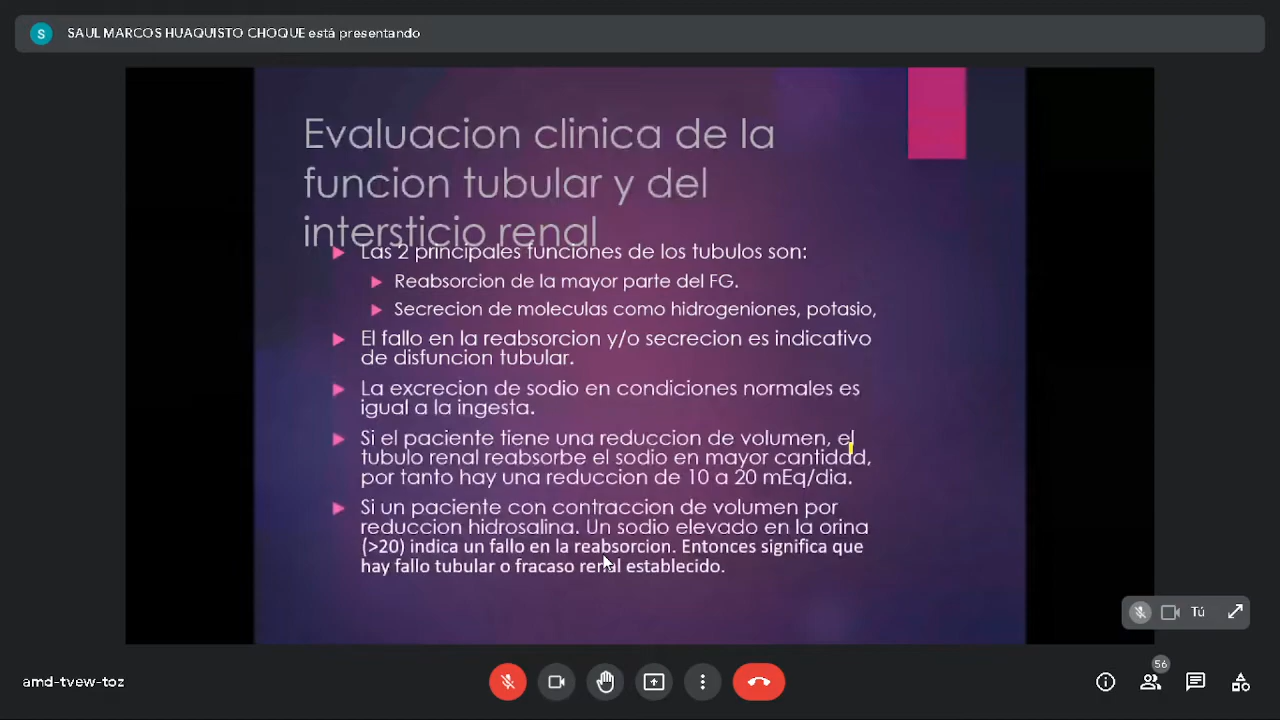 S
SAUL MARCOS HUAQUISTO CHOQUE está presentando
Evaluacion clinica de la
funcion tubular y del
intersticio renal
Las 2 principales funciones de los tubulos son:
Reabsorcion de la mayor parte del FG.
Secrecion de moleculas como hidrogeniones, potasio,
El fallo en la reabsorcion y/o secrecion es indicativo
de disfuncion tubular.
La excrecion de sodio en condiciones normales es
igual a la ingesta.
Si el paciente tiene una reduccion de volumen, el
tubulo renal reabsorbe el sodio en mayor cantidad,
por tanto hay una reduccion de 10 a 20 mEq/dia.
Si un paciente con contraccion de volumen por
reduccion hidrosalina. Un sodio elevado en la orina
(>20) indica un fallo en la reabsorcion. Entonces significa que
hay fallo tubular o fracaso renal establecido.
Tú
amd-tvew-toz
56